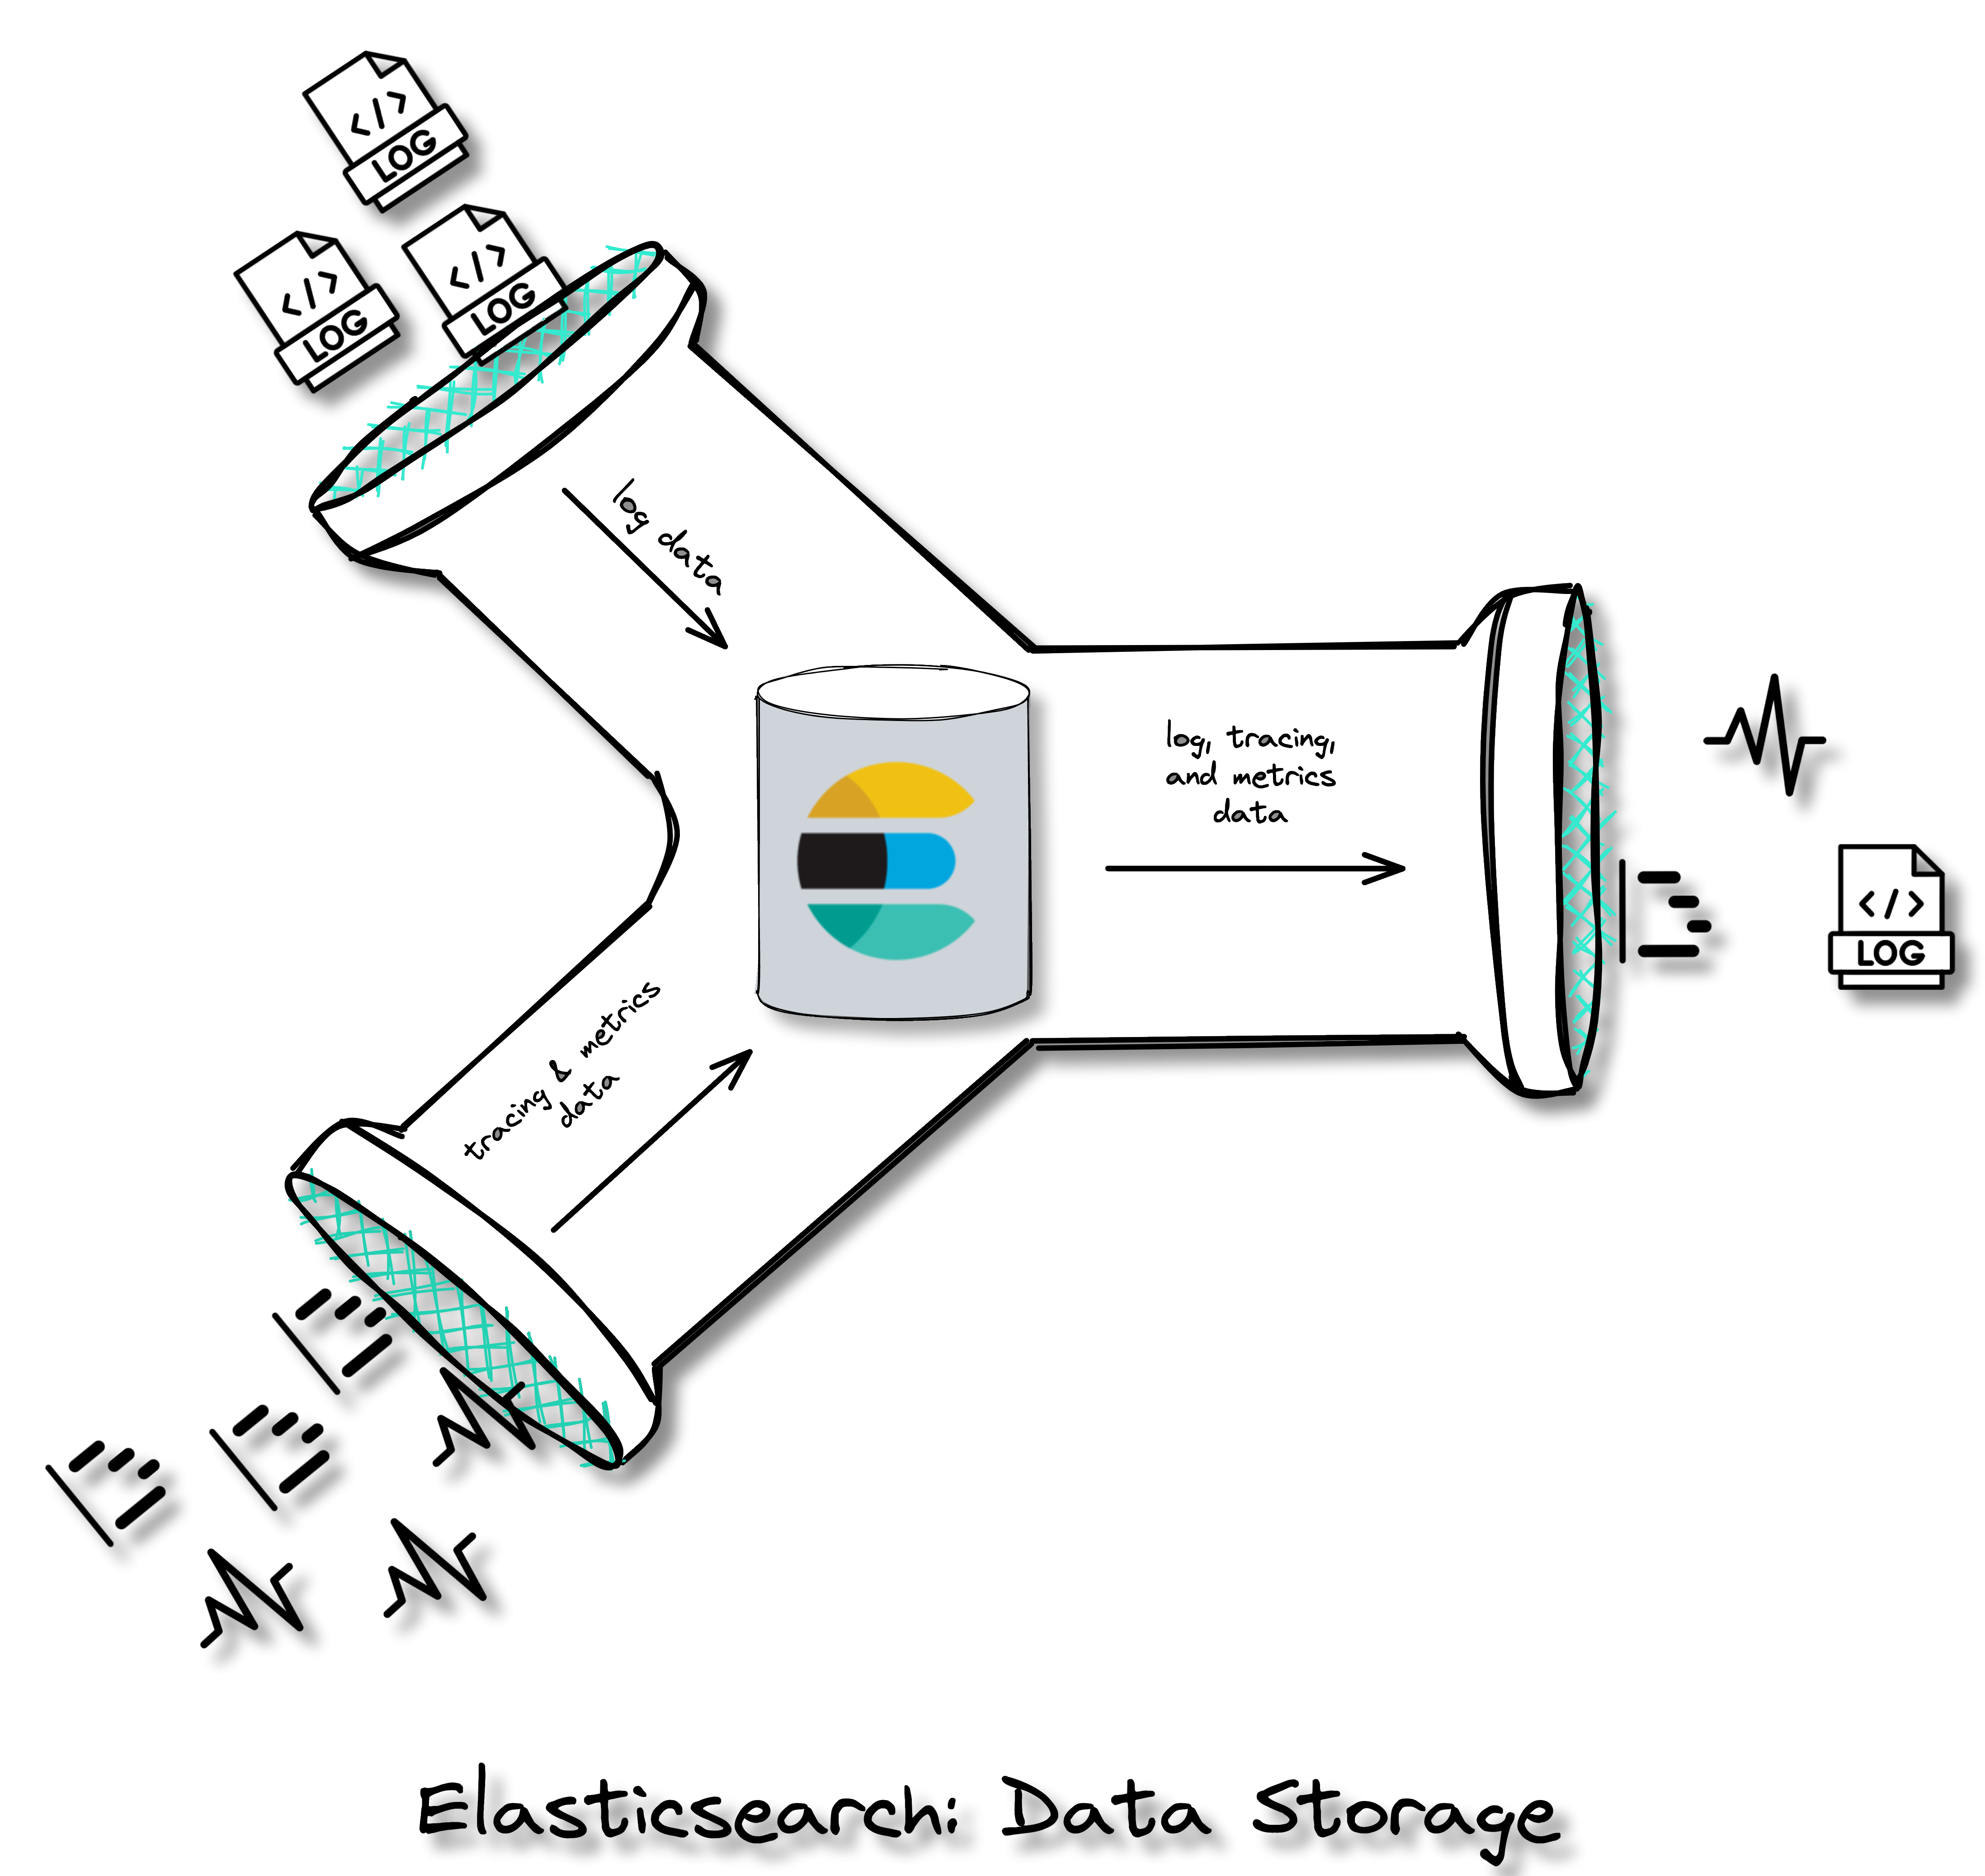 LOG
LOG
LOG
log data
log, tracing,
and metrics
data
LOG
tracing & metrics
data
Elasticsearch: Data Storage